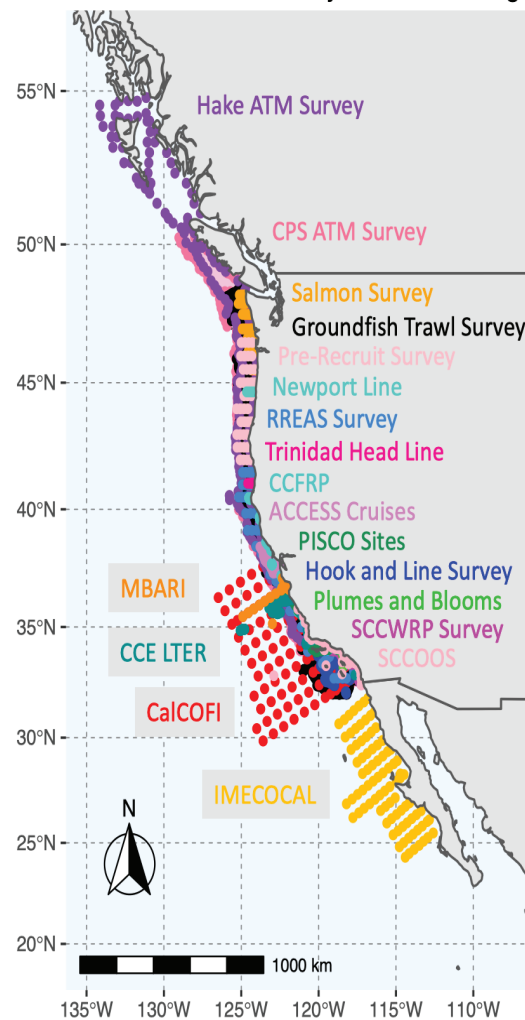 55°N
Hake ATM Survey
50°N
CPS ATM Survey
Salmon Survey
Groundfish Trawl Survey
Pre-Recruit Survey
45°N
Newport Line
RREAS Survey
Trinidad Head Line
CCFRP
40°N
ACCESS Cruises
PISCO Sites
Hook and Line Survey
MBARI
Plumes and Blooms
35°N
SCCWRP Survey
CCE LTER
SCCOOS
CalCOFI
30°N
IMECOCAL
N
25°N
20°N
1000 km
135°W 130°W 125°W 120°W 115°W 110°W